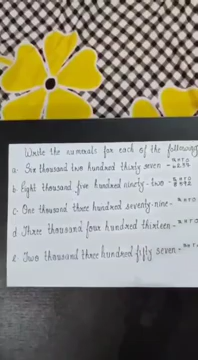 Write the numerals for each of the following
a- Six thousand two hundred thirty seven -
b Eight thousand five hundred ninety-two -
c- One thousand three hundred seventy-nine -
d Three thousand four hundred thirteen -
e Two thousand three hundred fifty seven -